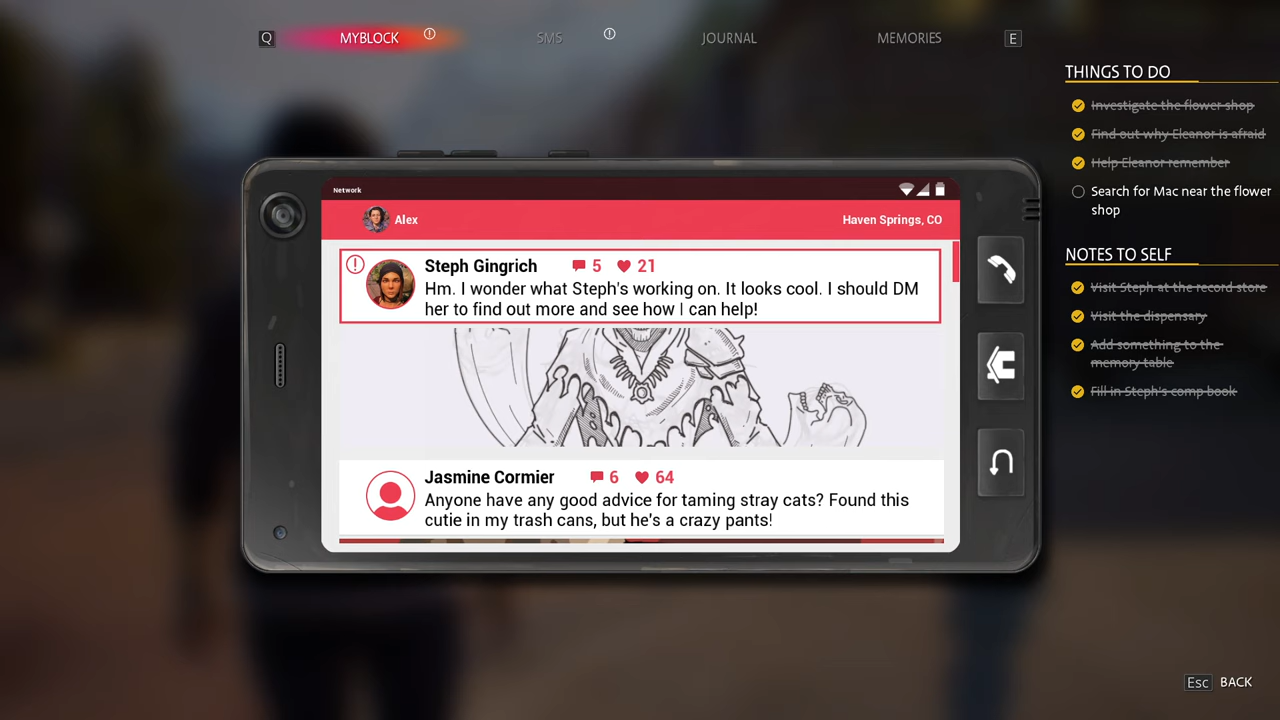 Q
MYBLOCK
SMS
JOURNAL
MEMORIES
E
THINGS TO DO
Investigate the flower shop
Find out why Eleanor is afraid
Help Eleanor remember
Search for Mac near the flower
shop
NOTES TO SELF
Visit Steph at the record store
Visit the dispensary
Add something to the
memory table
Fill in Steph's comp book
Network
Alex
Haven Springs, CO
Steph Gingrich 5 21
Hm. I wonder what Steph's working on. It looks cool. I should DM
her to find out more and see how I can help!
Jasmine Cormier 6 64
Anyone have any good advice for taming stray cats? Found this
cutie in my trash cans, but he's a crazy pants!
Esc BACK